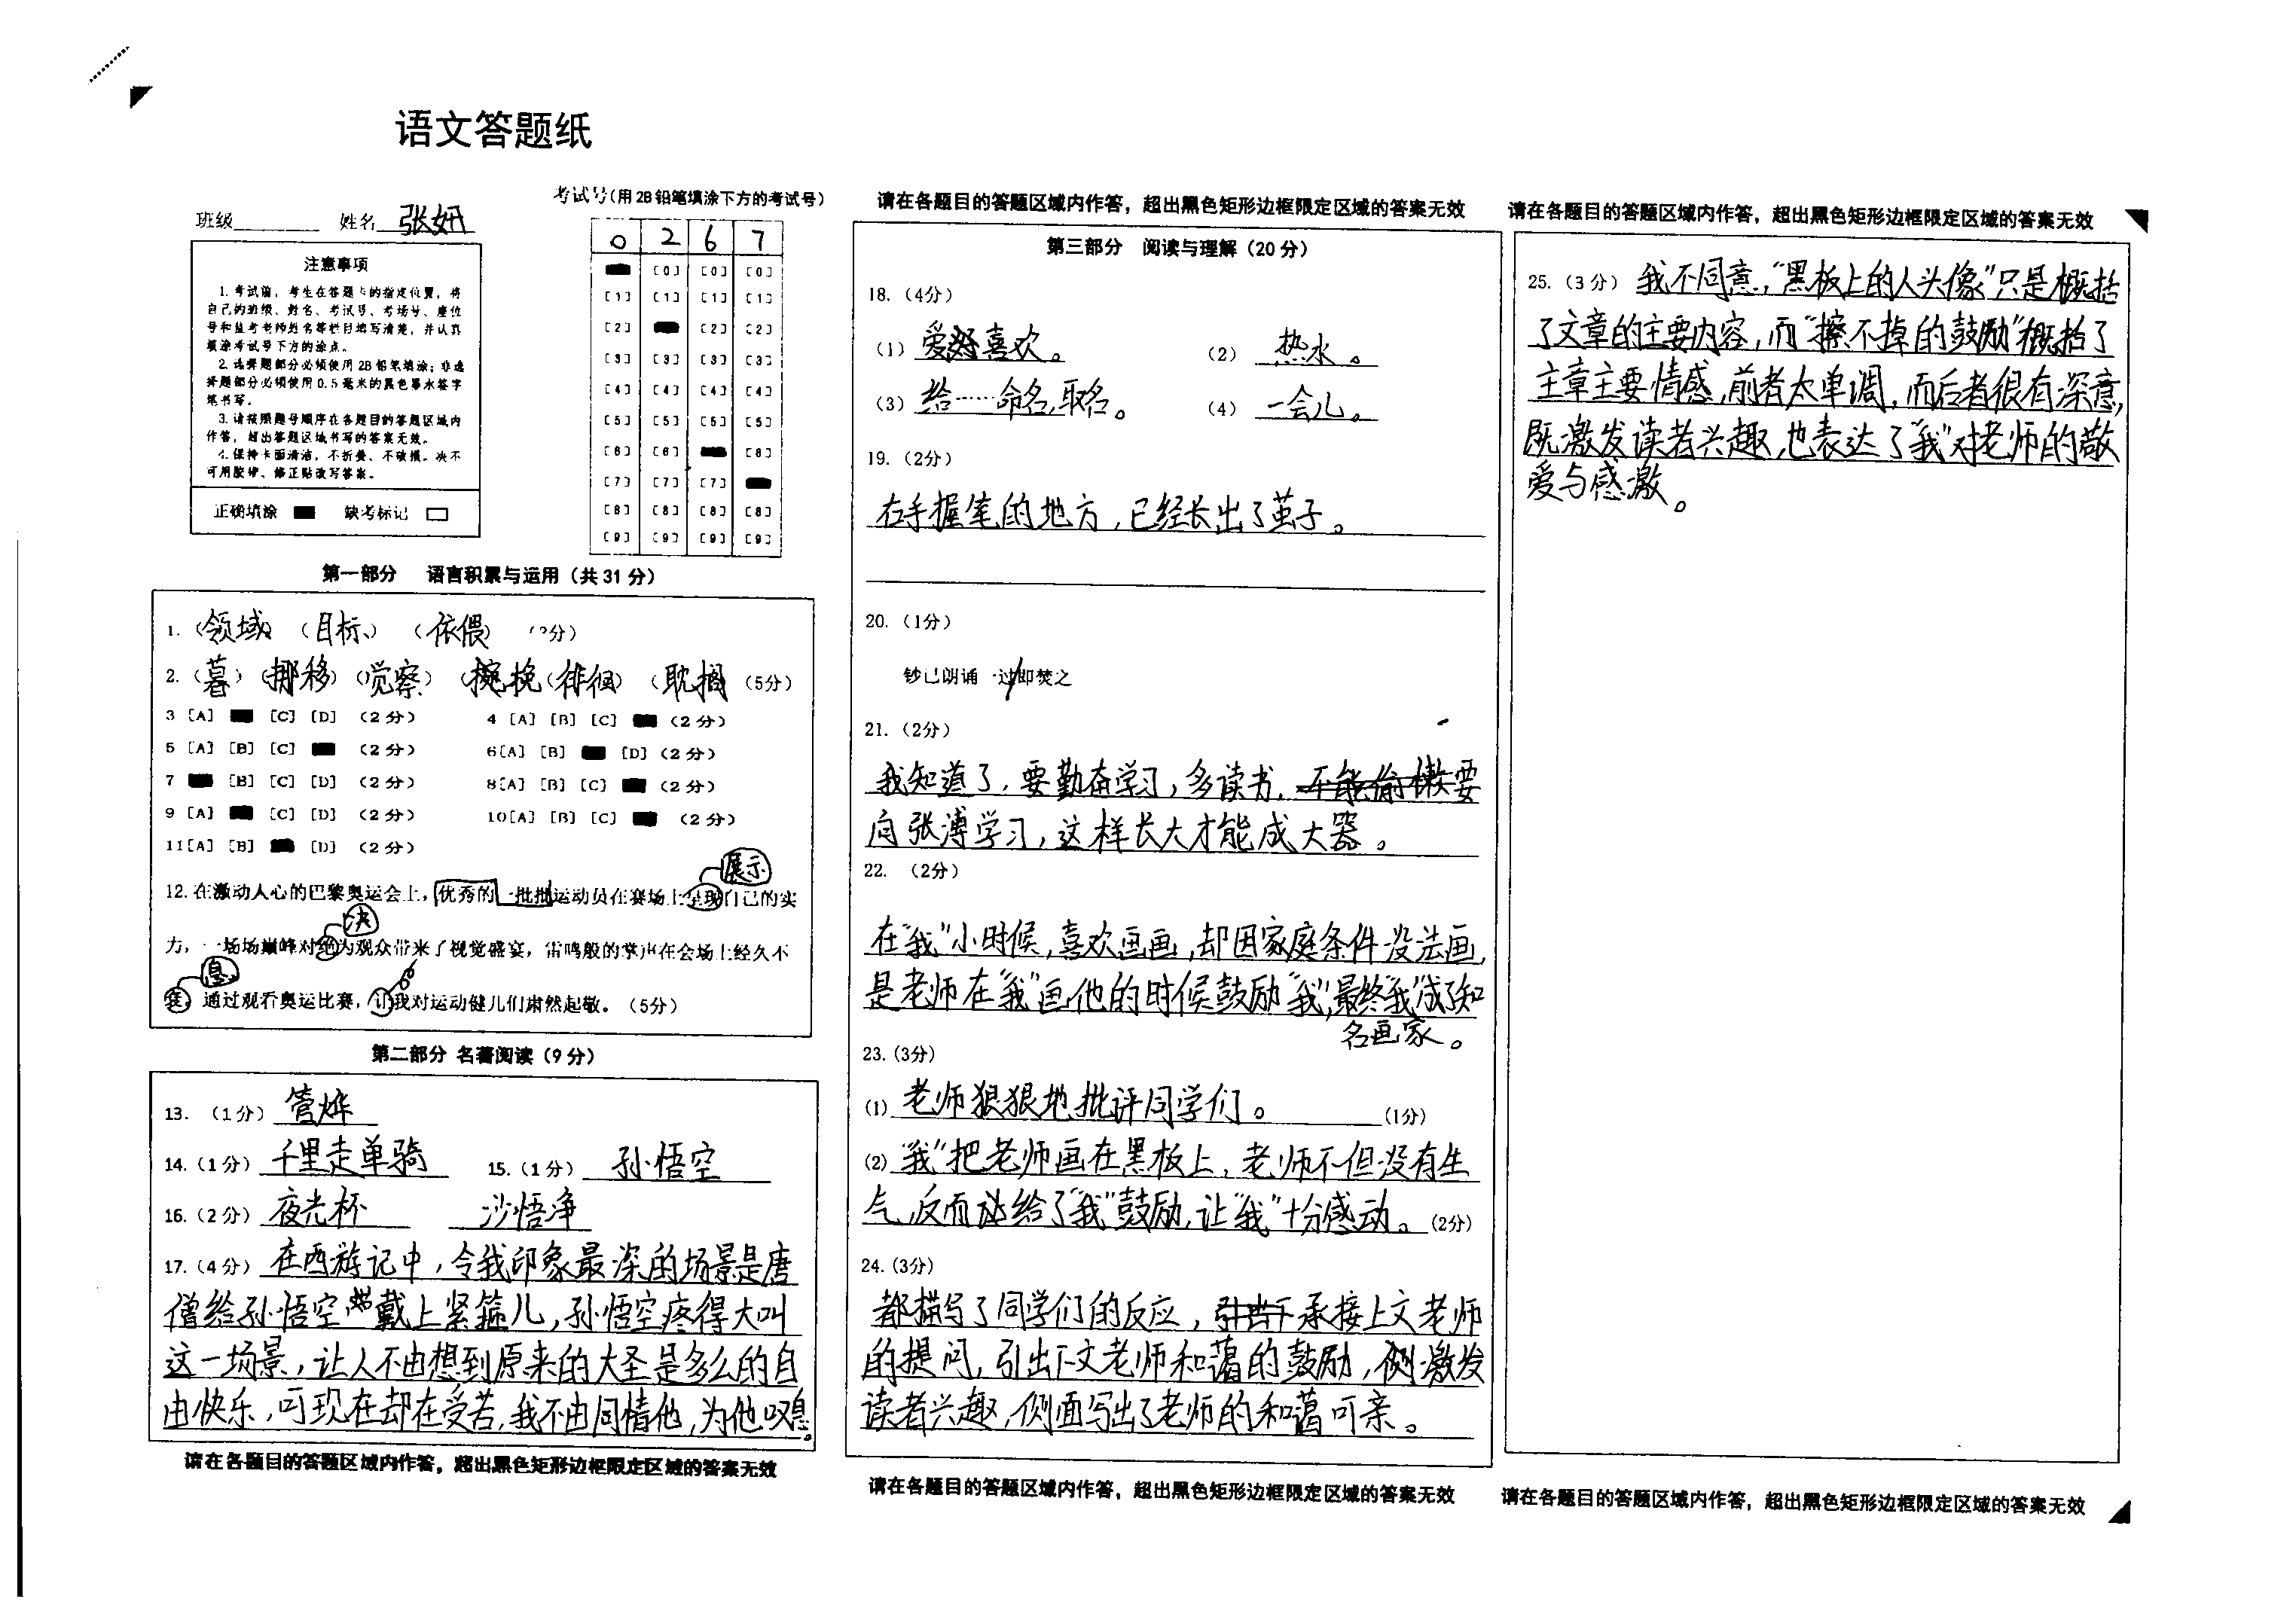 语文答题纸
班级 姓名 张妍
考试号(用2B铅笔填涂下方的考试号)
0 2 6 7
[0] [0] [0]
[1] [1] [1] [1]
[2] [2] [2]
[3] [3] [3] [3]
[4] [4] [4] [4]
[5] [5] [5] [5]
[6] [6] [6]
[7] [7] [7]
[8] [8] [8] [8]
[9] [9] [9] [9]
注意事项
1.考试前,考生在答题卡的指定位置,将
自己的班级、姓名、考试号、考场号、座位
号和监考老师姓名等栏目填写清楚,并认真
填涂考试号下方的涂点。
2.选择题部分必须使用2B铅笔填涂;非选
择题部分必须使用0.5毫米的黑色墨水签字
笔书写。
3.请按照题号顺序在各题目的答题区域内
作答,超出答题区域书写的答案无效。
4.保持卡面清洁,不折叠、不破损。决不
可用胶带、修正贴改写答案。
正确填涂 缺考标记
第一部分 语言积累与运用(共31分)
1.(领域)(目标)(依偎)
2.(暮)(挪移)(觉察)(挽)(徘徊)(耽搁)(5分)
3 [A] [C] [D] (2分) 4 [A] [B] [C] (2分)
5 [A] [B] [C] (2分) 6[A] [B] [D] (2分)
7 [B] [C] [D] (2分) 8[A] [B] [C] (2分)
9 [A] [C] [D] (2分) 10[A] [B] [C] (2分)
11[A] [B] [D] (2分)
展示
12.在激动人心的巴黎奥运会上,优秀的一批批运动员在赛场上呈现自己的实
决
力,一场场巅峰对绝为观众带来了视觉盛宴,雷鸣般的掌声在会场上经久不
息
通过观看奥运比赛,让我对运动健儿们肃然起敬。(5分)
第二部分 名著阅读(9分)
13.(1分)管烨
14.(1分)千里走单骑 15.(1分)孙悟空
16.(2分)夜光杯 沙悟净
17.(4分)在西游记中,令我印象最深的场景是唐
僧给孙悟空戴上紧箍儿,孙悟空疼得大叫
这一场景,让人不由想到原来的大圣是多么的自
由快乐,可现在却在受苦,我不由同情他,为他叹息。
请在各题目的答题区域内作答,超出黑色矩形边框限定区域的答案无效
请在各题目的答题区域内作答,超出黑色矩形边框限定区域的答案无效
第三部分 阅读与理解(20分)
18.(4分)
(1)爱好喜欢。 (2)热水。
(3)给……命名,取名。 (4)一会儿。
19.(2分)
右手握笔的地方,已经长出了茧子。
20.(1分)
钞已朗诵一过/即焚之
21.(2分)
我知道了,要勤奋学习,多读书,不能偷懒要
向张溥学习,这样长大才能成大器。
22.(2分)
在"我"小时候,喜欢画画,却因家庭条件没法画,
是老师在"我"画他的时候鼓励"我",最终"我"成了知
名画家。
23.(3分)
(1)老师狠狠地批评同学们。(1分)
(2)"我"把老师画在黑板上,老师不但没有生
气,反而给了"我"鼓励,让"我"十分感动。(2分)
24.(3分)
都描写了同学们的反应,承接上文老师
的提问,引出下文老师和蔼的鼓励,激发
读者兴趣,侧面写出了老师的和蔼可亲。
请在各题目的答题区域内作答,超出黑色矩形边框限定区域的答案无效
请在各题目的答题区域内作答,超出黑色矩形边框限定区域的答案无效
25.(3分)我不同意,"黑板上的人头像"只是概括
了文章的主要内容,而"擦不掉的鼓励"概括了
主章主要情感,前者太单调,而后者很有深意,
既激发读者兴趣,也表达了"我"对老师的敬
爱与感激。
请在各题目的答题区域内作答,超出黑色矩形边框限定区域的答案无效